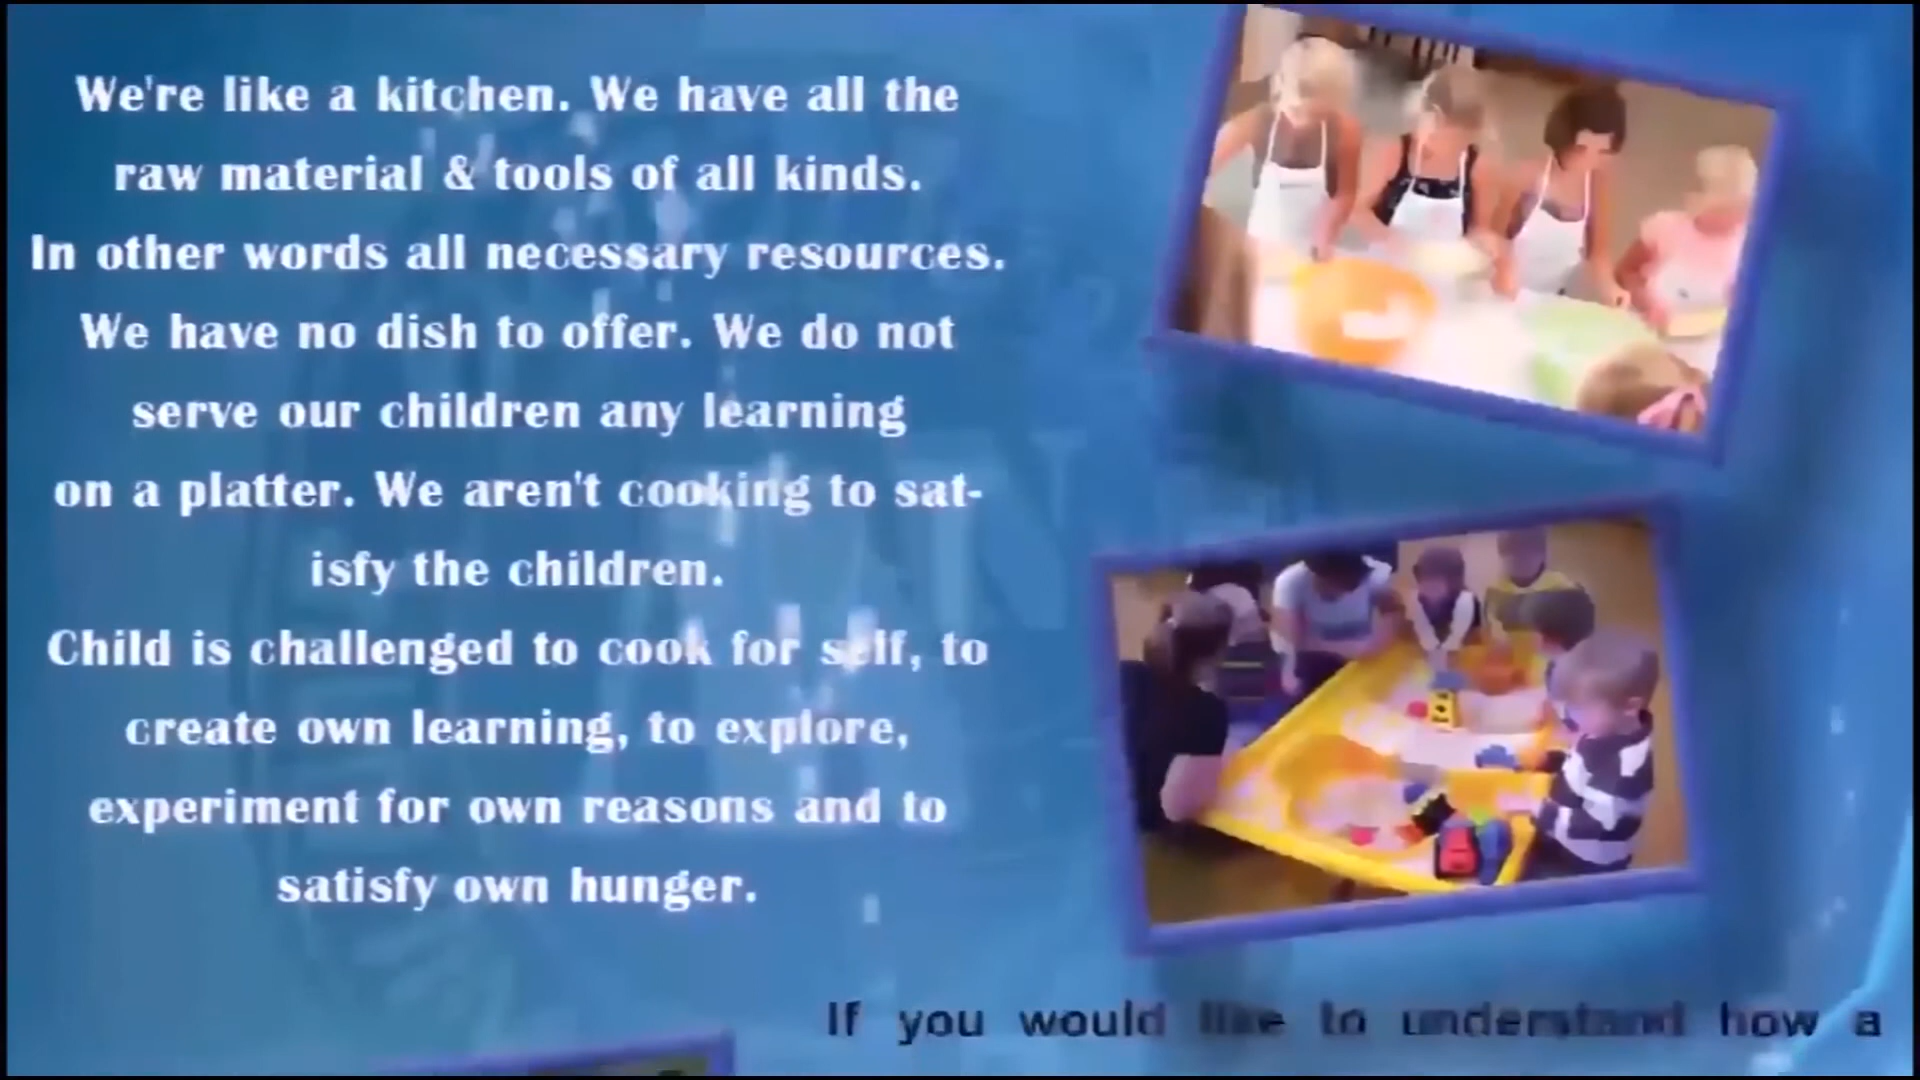 We're like a kitchen. We have all the
raw material & tools of all kinds.
In other words all necessary resources.
We have no dish to offer. We do not
serve our children any learning
on a platter. We aren't cooking to sat-
isfy the children.
Child is challenged to cook for self, to
create own learning, to explore,
experiment for own reasons and to
satisfy own hunger.
If you would like to understand how a